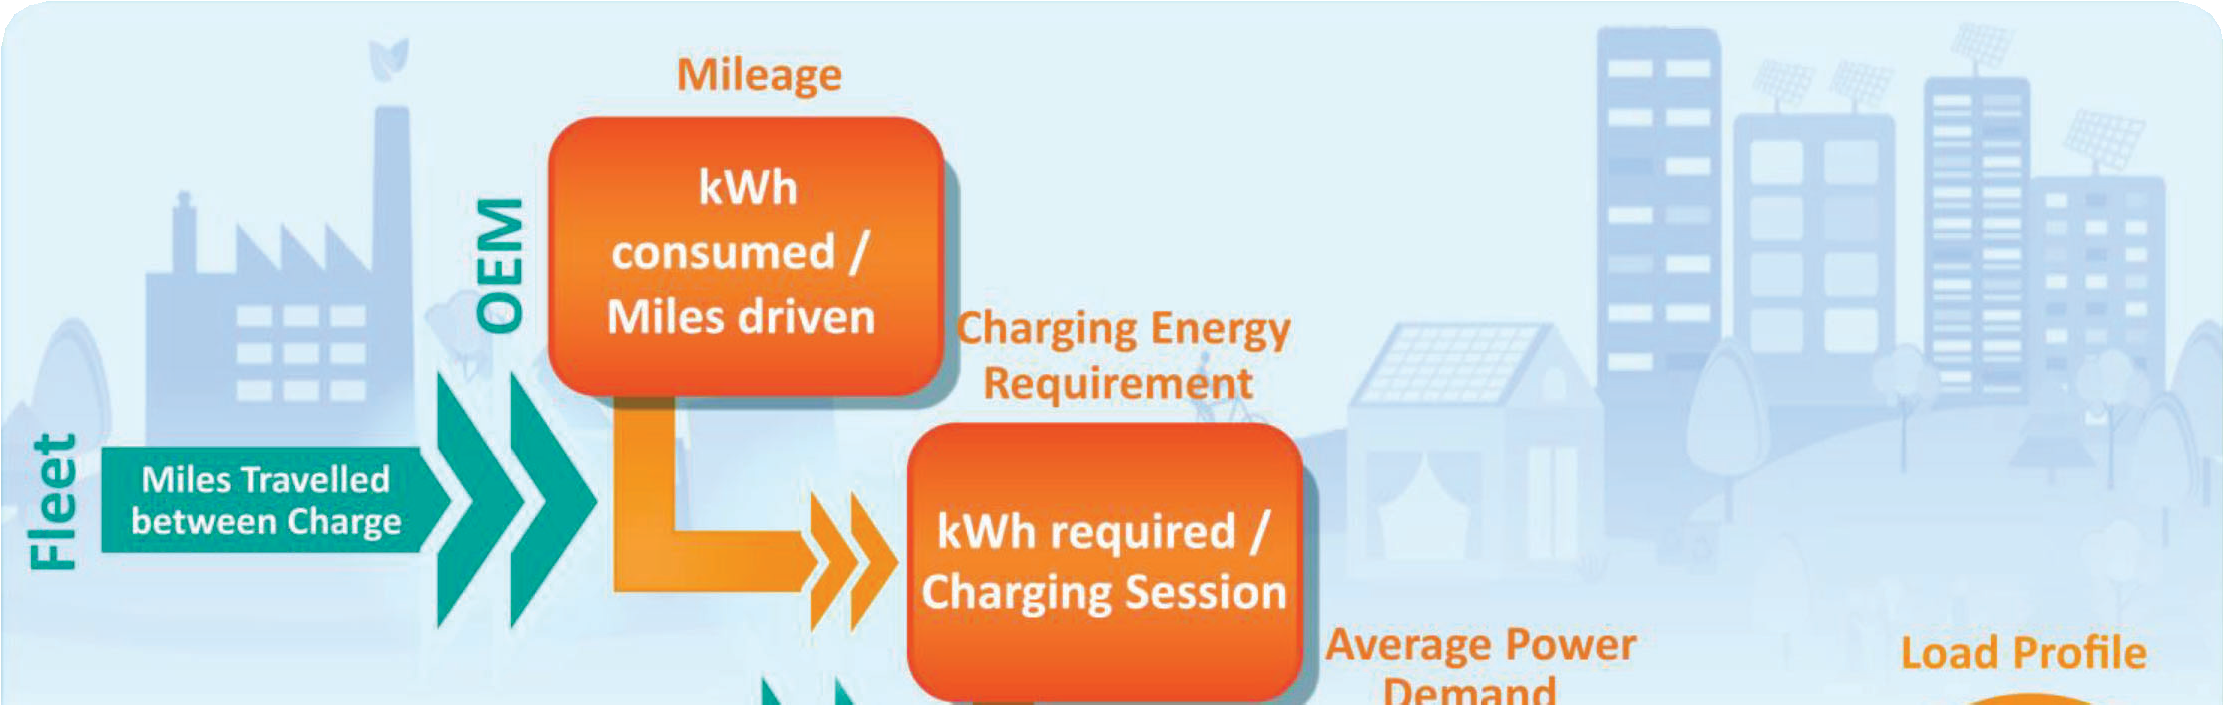 Mileage
kWh
consumed /
Miles driven
OEM
Charging Energy
Requirement
Fleet
Miles Travelled
between Charge
kWh required /
Charging Session
Average Power
Demand
Load Profile